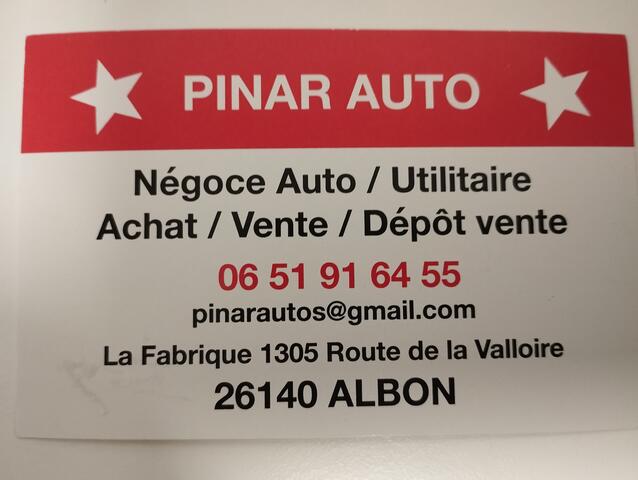 PINAR AUTO
Négoce Auto / Utilitaire
Achat / Vente / Dépôt vente
06 51 91 64 55
pinarautos@gmail.com
La Fabrique 1305 Route de la Valloire
26140 ALBON